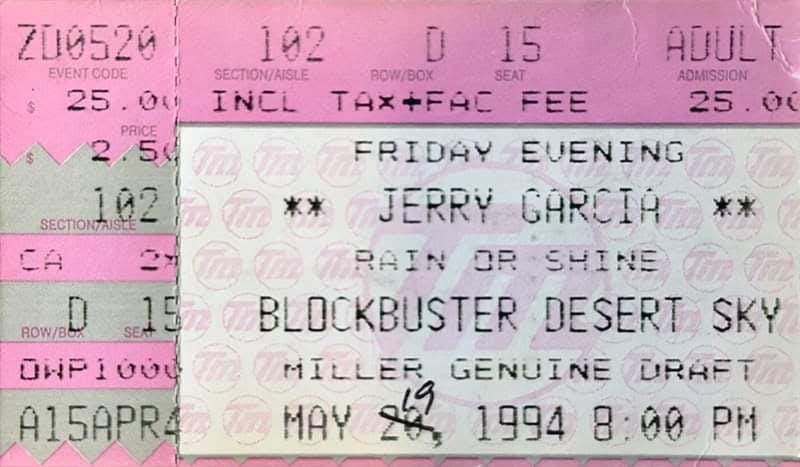 ZD0520 102 D 15 ADULT
EVENT CODE SECTION/AISLE ROW/BOX SEAT ADMISSION
$ 25.00 INCL TAX+FAC FEE 25.00
PRICE
$ 2.50 FRIDAY EVENING
102 ** JERRY GARCIA **
SECTION/AISLE
CA 2× RAIN OR SHINE
D 15 BLOCKBUSTER DESERT SKY
ROW/BOX SEAT
OWP1000 MILLER GENUINE DRAFT
19
A15APR4 MAY 20, 1994 8:00 PM